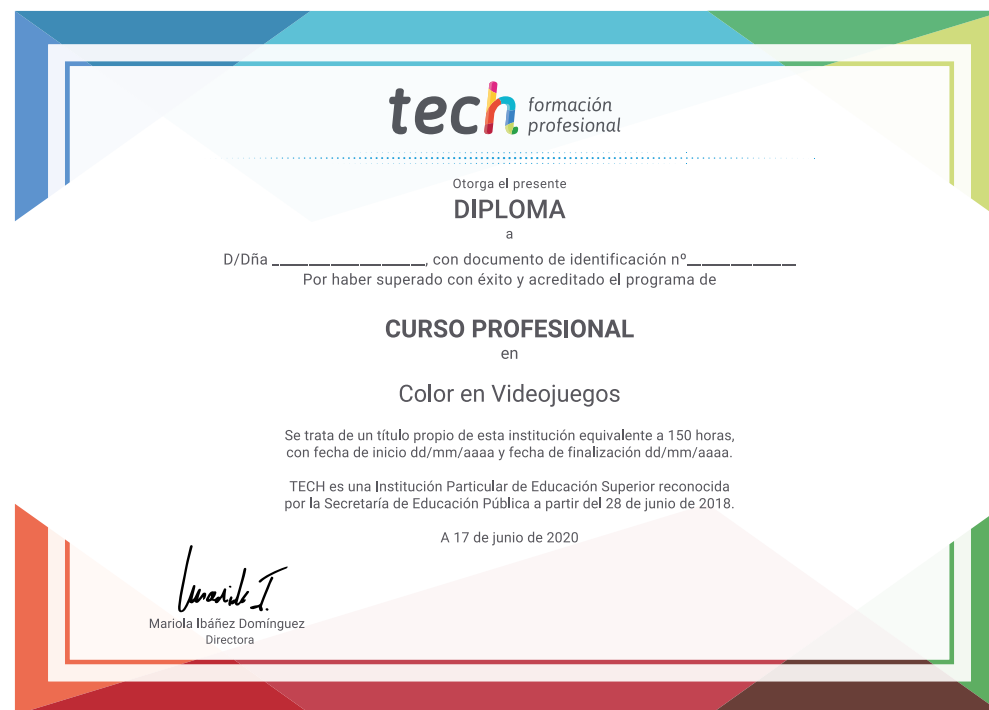 tech formación
profesional
Otorga el presente
DIPLOMA
a
D/Dña ____________________, con documento de identificación nº______________
Por haber superado con éxito y acreditado el programa de
CURSO PROFESIONAL
en
Color en Videojuegos
Se trata de un título propio de esta institución equivalente a 150 horas,
con fecha de inicio dd/mm/aaaa y fecha de finalización dd/mm/aaaa.
TECH es una Institución Particular de Educación Superior reconocida
por la Secretaría de Educación Pública a partir del 28 de junio de 2018.
A 17 de junio de 2020
Mariola Ibáñez Domínguez
Directora